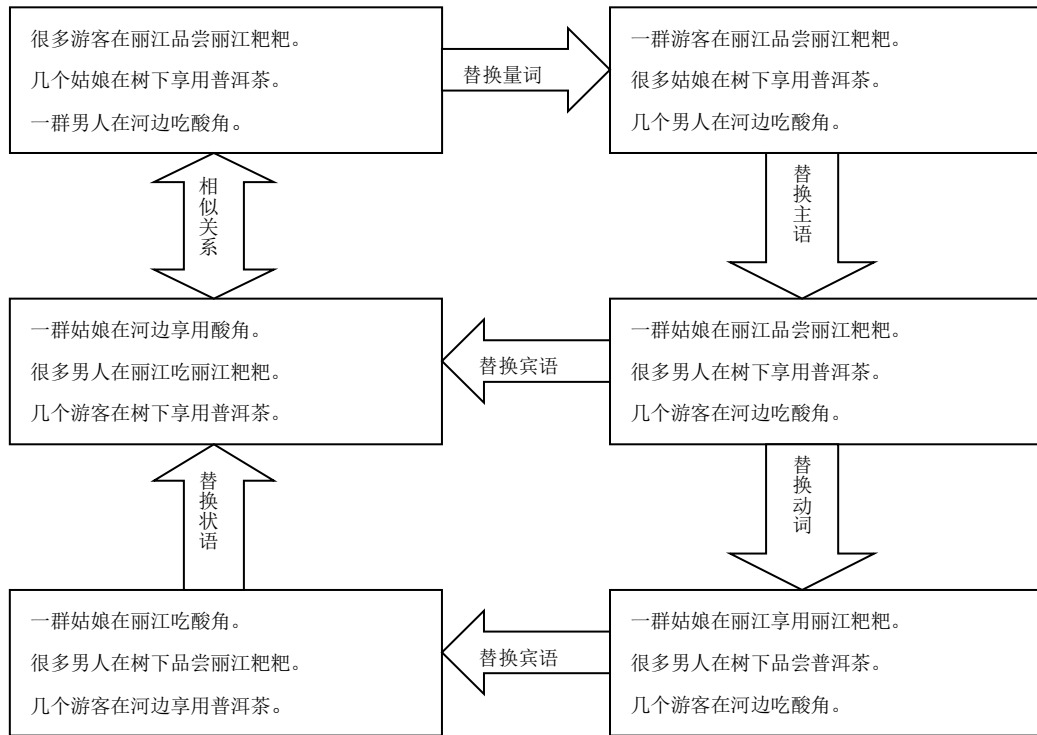 很多游客在丽江品尝丽江粑粑。
几个姑娘在树下享用普洱茶。
一群男人在河边吃酸角。
替换量词
一群游客在丽江品尝丽江粑粑。
很多姑娘在树下享用普洱茶。
几个男人在河边吃酸角。
相似关系
替换主语
一群姑娘在河边享用酸角。
很多男人在丽江吃丽江粑粑。
几个游客在树下享用普洱茶。
替换宾语
一群姑娘在丽江品尝丽江粑粑。
很多男人在树下享用普洱茶。
几个游客在河边吃酸角。
替换状语
替换动词
一群姑娘在丽江吃酸角。
很多男人在树下品尝丽江粑粑。
几个游客在河边享用普洱茶。
替换宾语
一群姑娘在丽江享用丽江粑粑。
很多男人在树下品尝普洱茶。
几个游客在河边吃酸角。